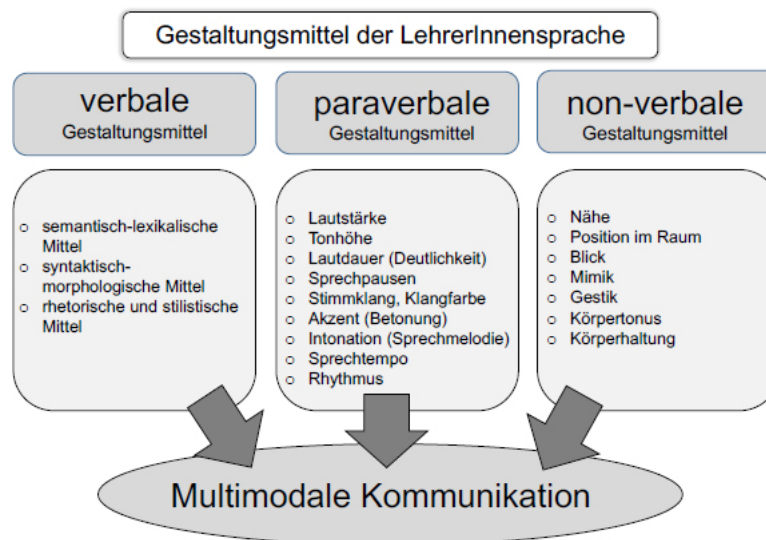 Gestaltungsmittel der LehrerInnensprache
verbale
Gestaltungsmittel
paraverbale
Gestaltungsmittel
non-verbale
Gestaltungsmittel
o semantisch-lexikalische
Mittel
o syntaktisch-
morphologische Mittel
o rhetorische und stilistische
Mittel
o Lautstärke
o Tonhöhe
o Lautdauer (Deutlichkeit)
o Sprechpausen
o Stimmklang, Klangfarbe
o Akzent (Betonung)
o Intonation (Sprechmelodie)
o Sprechtempo
o Rhythmus
o Nähe
o Position im Raum
o Blick
o Mimik
o Gestik
o Körpertonus
o Körperhaltung
Multimodale Kommunikation